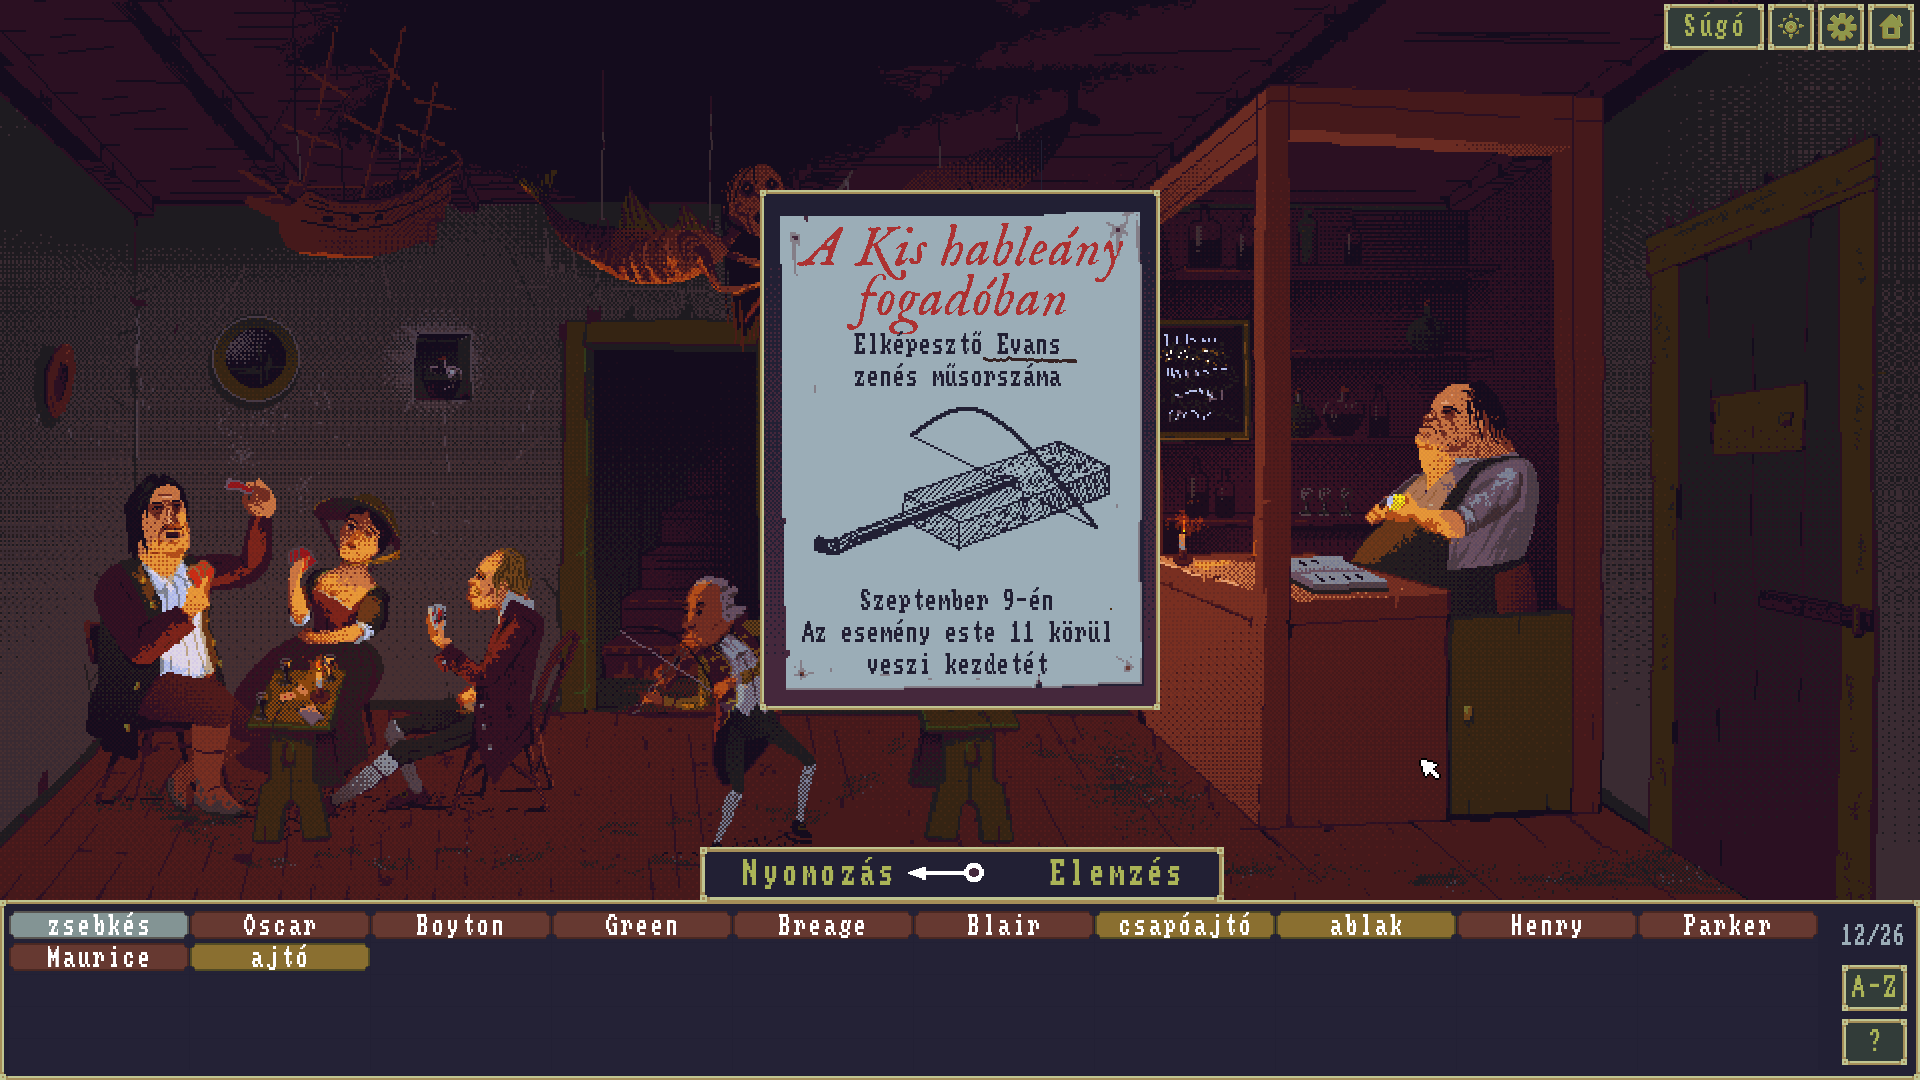 Súgó
A Kis hableány
fogadóban
Elképesztő Evans
zenés műsorszáma
Szeptember 9-én
Az esemény este 11 körül
veszi kezdetét
Nyomozás Elemzés
zsebkés Oscar Boyton Green Breage Blair csapóajtó ablak Henry Parker
Maurice ajtó
12/26
A-Z
?